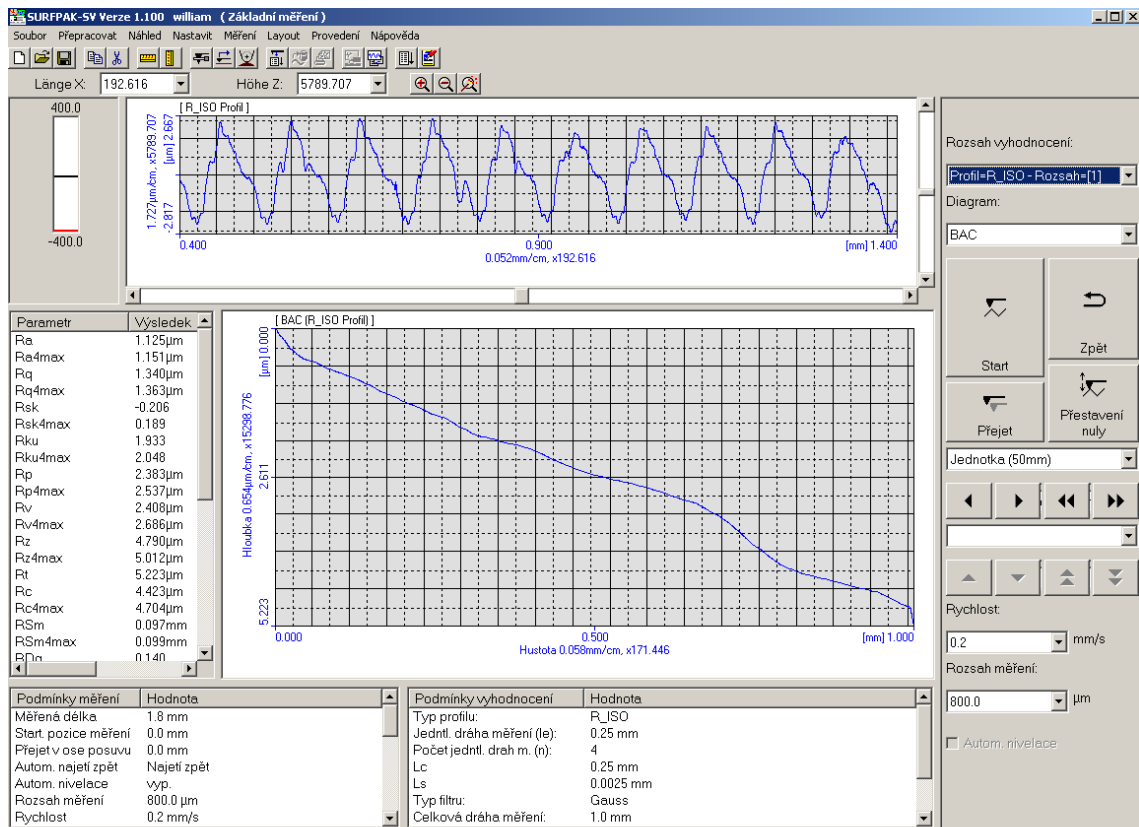 SURFPAK-SV Verze 1.100 william ( Základní měření )
Soubor Přepracovat Náhled Nastavit Měření Layout Provedení Nápověda
Länge X: 192.616 Höhe Z: 5789.707
400.0
-400.0
[ R_ISO Profil ]
1.727µm/cm, x5789.707
-2.817 [µm] 2.667
0.400 0.900 [mm] 1.400
0.052mm/cm, x192.616
Rozsah vyhodnocení:
Profil=R_ISO - Rozsah=[1]
Diagram:
BAC
Start
Zpět
Přejet
Přestavení
nuly
Jednotka (50mm)
Rychlost:
0.2 mm/s
Rozsah měření:
800.0 µm
Autom. nivelace
Parametr Výsledek
Ra 1.125µm
Ra4max 1.151µm
Rq 1.340µm
Rq4max 1.363µm
Rsk -0.206
Rsk4max 0.189
Rku 1.933
Rku4max 2.048
Rp 2.383µm
Rp4max 2.537µm
Rv 2.408µm
Rv4max 2.686µm
Rz 4.790µm
Rz4max 5.012µm
Rt 5.223µm
Rc 4.423µm
Rc4max 4.704µm
RSm 0.097mm
RSm4max 0.099mm
RDq 0.140
[ BAC (R_ISO Profil) ]
Hloubka 0.654µm/cm, x15298.776
5.223 2.611 [µm] 0.000
0.000 0.500 [mm] 1.000
Hustota 0.058mm/cm, x171.446
Podmínky měření Hodnota
Měřená délka 1.8 mm
Start. pozice měření 0.0 mm
Přejet v ose posuvu 0.0 mm
Autom. najetí zpět Najetí zpět
Autom. nivelace vyp.
Rozsah měření 800.0 µm
Rychlost 0.2 mm/s
Podmínky vyhodnocení Hodnota
Typ profilu: R_ISO
Jedntl. dráha měření (le): 0.25 mm
Počet jedntl. drah m. (n): 4
Lc 0.25 mm
Ls 0.0025 mm
Typ filtru: Gauss
Celková dráha měření: 1.0 mm